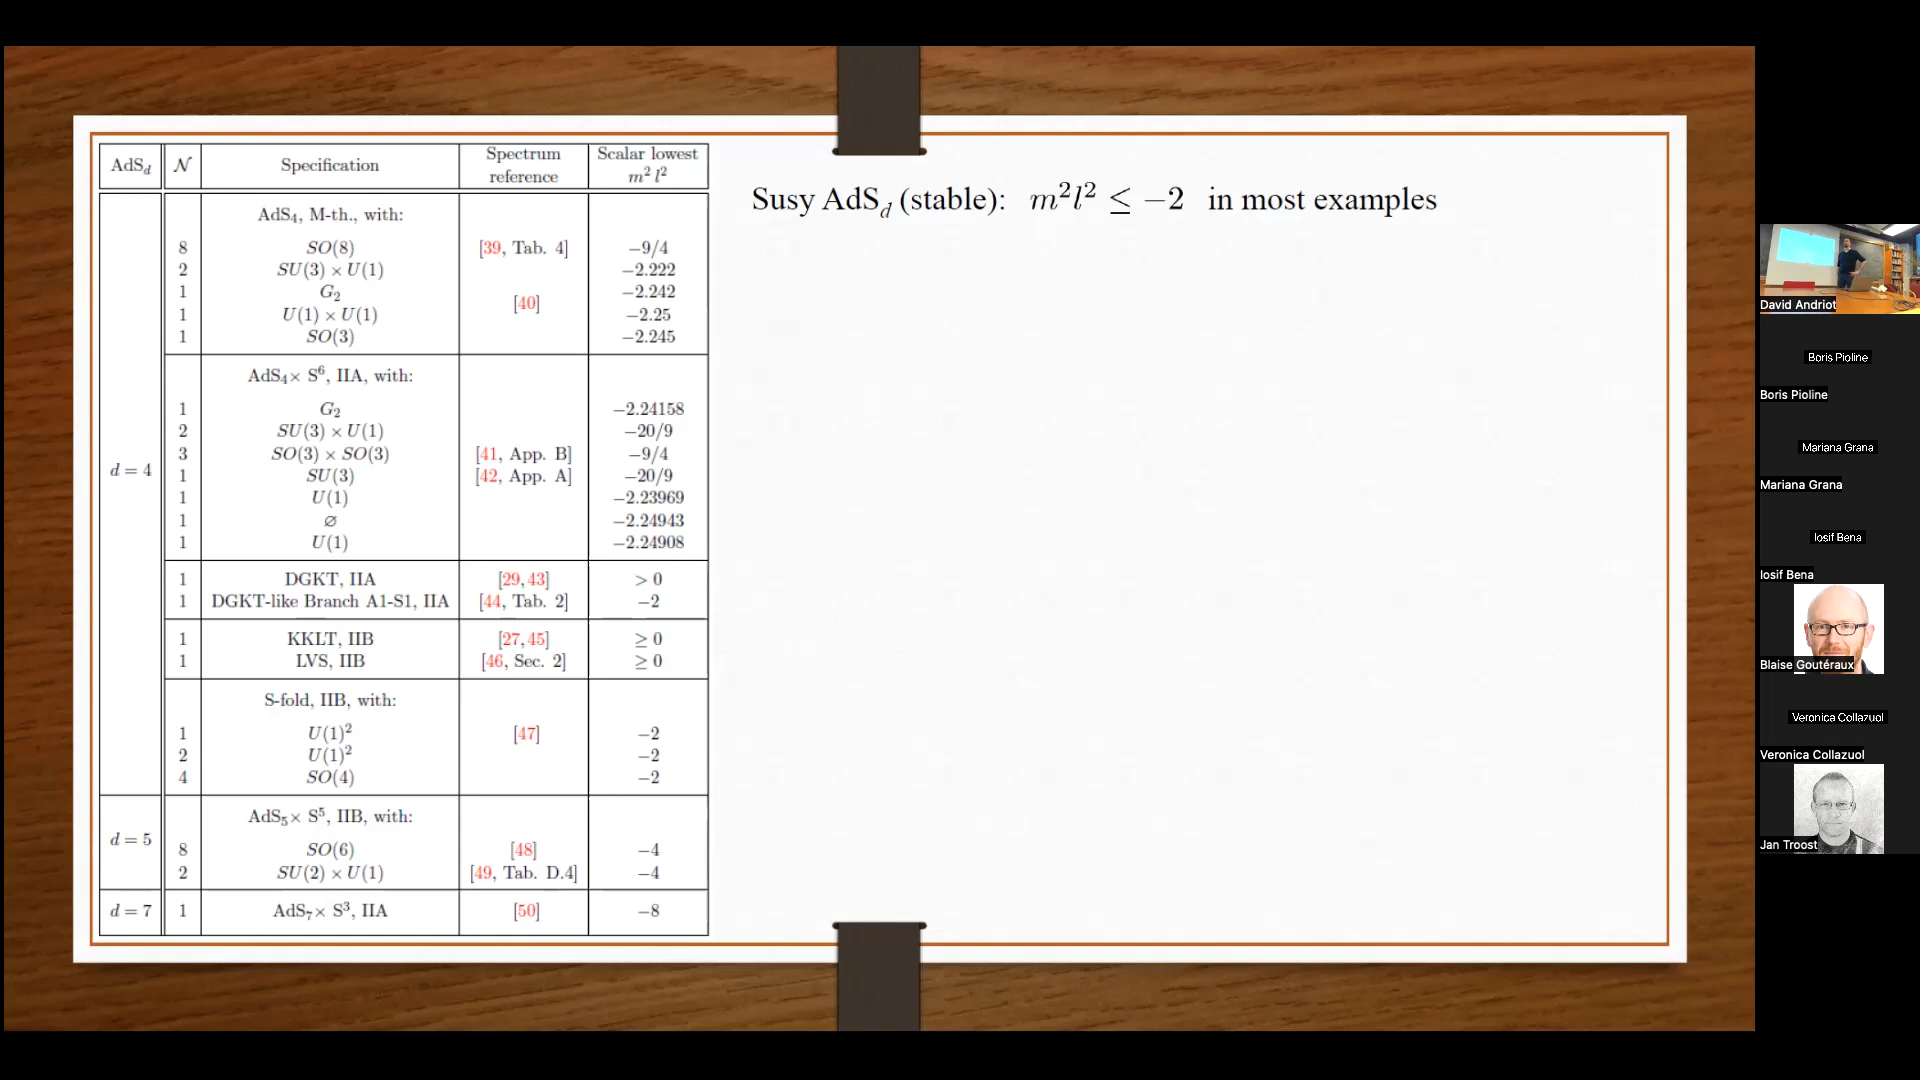 AdS_d | 𝒩 | Specification | Spectrum reference | Scalar lowest m² l²
d = 4
AdS₄, M-th., with:
8 | SO(8) | [39, Tab. 4] | −9/4
2 | SU(3) × U(1) | −2.222
1 | G₂ | [40] | −2.242
1 | U(1) × U(1) | −2.25
1 | SO(3) | −2.245
AdS₄× S⁶, IIA, with:
1 | G₂ | −2.24158
2 | SU(3) × U(1) | −20/9
3 | SO(3) × SO(3) | [41, App. B] | −9/4
1 | SU(3) | [42, App. A] | −20/9
1 | U(1) | −2.23969
1 | ∅ | −2.24943
1 | U(1) | −2.24908
1 | DGKT, IIA | [29,43] | > 0
1 | DGKT-like Branch A1-S1, IIA | [44, Tab. 2] | −2
1 | KKLT, IIB | [27,45] | ≥ 0
1 | LVS, IIB | [46, Sec. 2] | ≥ 0
S-fold, IIB, with:
1 | U(1)² | [47] | −2
2 | U(1)² | −2
4 | SO(4) | −2
d = 5
AdS₅× S⁵, IIB, with:
8 | SO(6) | [48] | −4
2 | SU(2) × U(1) | [49, Tab. D.4] | −4
d = 7 | 1 | AdS₇× S³, IIA | [50] | −8
Susy AdS_d (stable): m²l² ≤ −2 in most examples
David Andriot
Boris Pioline
Boris Pioline
Mariana Grana
Mariana Grana
Iosif Bena
Iosif Bena
Blaise Goutéraux
Veronica Collazuol
Veronica Collazuol
Jan Troost